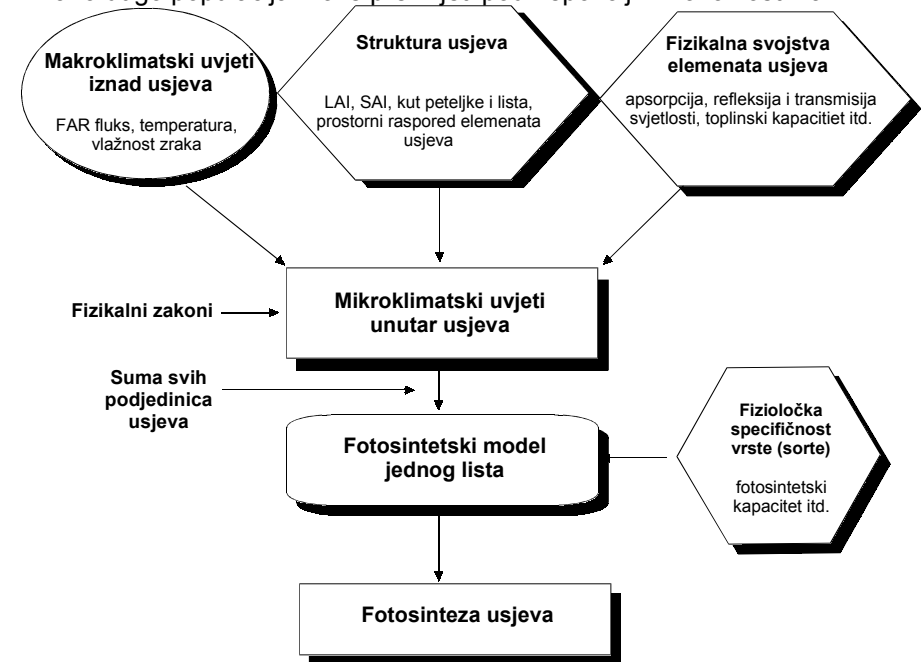 Makroklimatski uvjeti
iznad usjeva
FAR fluks, temperatura,
vlažnost zraka
Struktura usjeva
LAI, SAI, kut peteljke i lista,
prostorni raspored elemenata
usjeva
Fizikalna svojstva
elemenata usjeva
apsorpcija, refleksija i transmisija
svjetlosti, toplinski kapacitiet itd.
Fizikalni zakoni
Mikroklimatski uvjeti
unutar usjeva
Suma svih
podjedinica
usjeva
Fotosintetski model
jednog lista
Fiziološka
specifičnost
vrste (sorte)
fotosintetski
kapacitet itd.
Fotosinteza usjeva